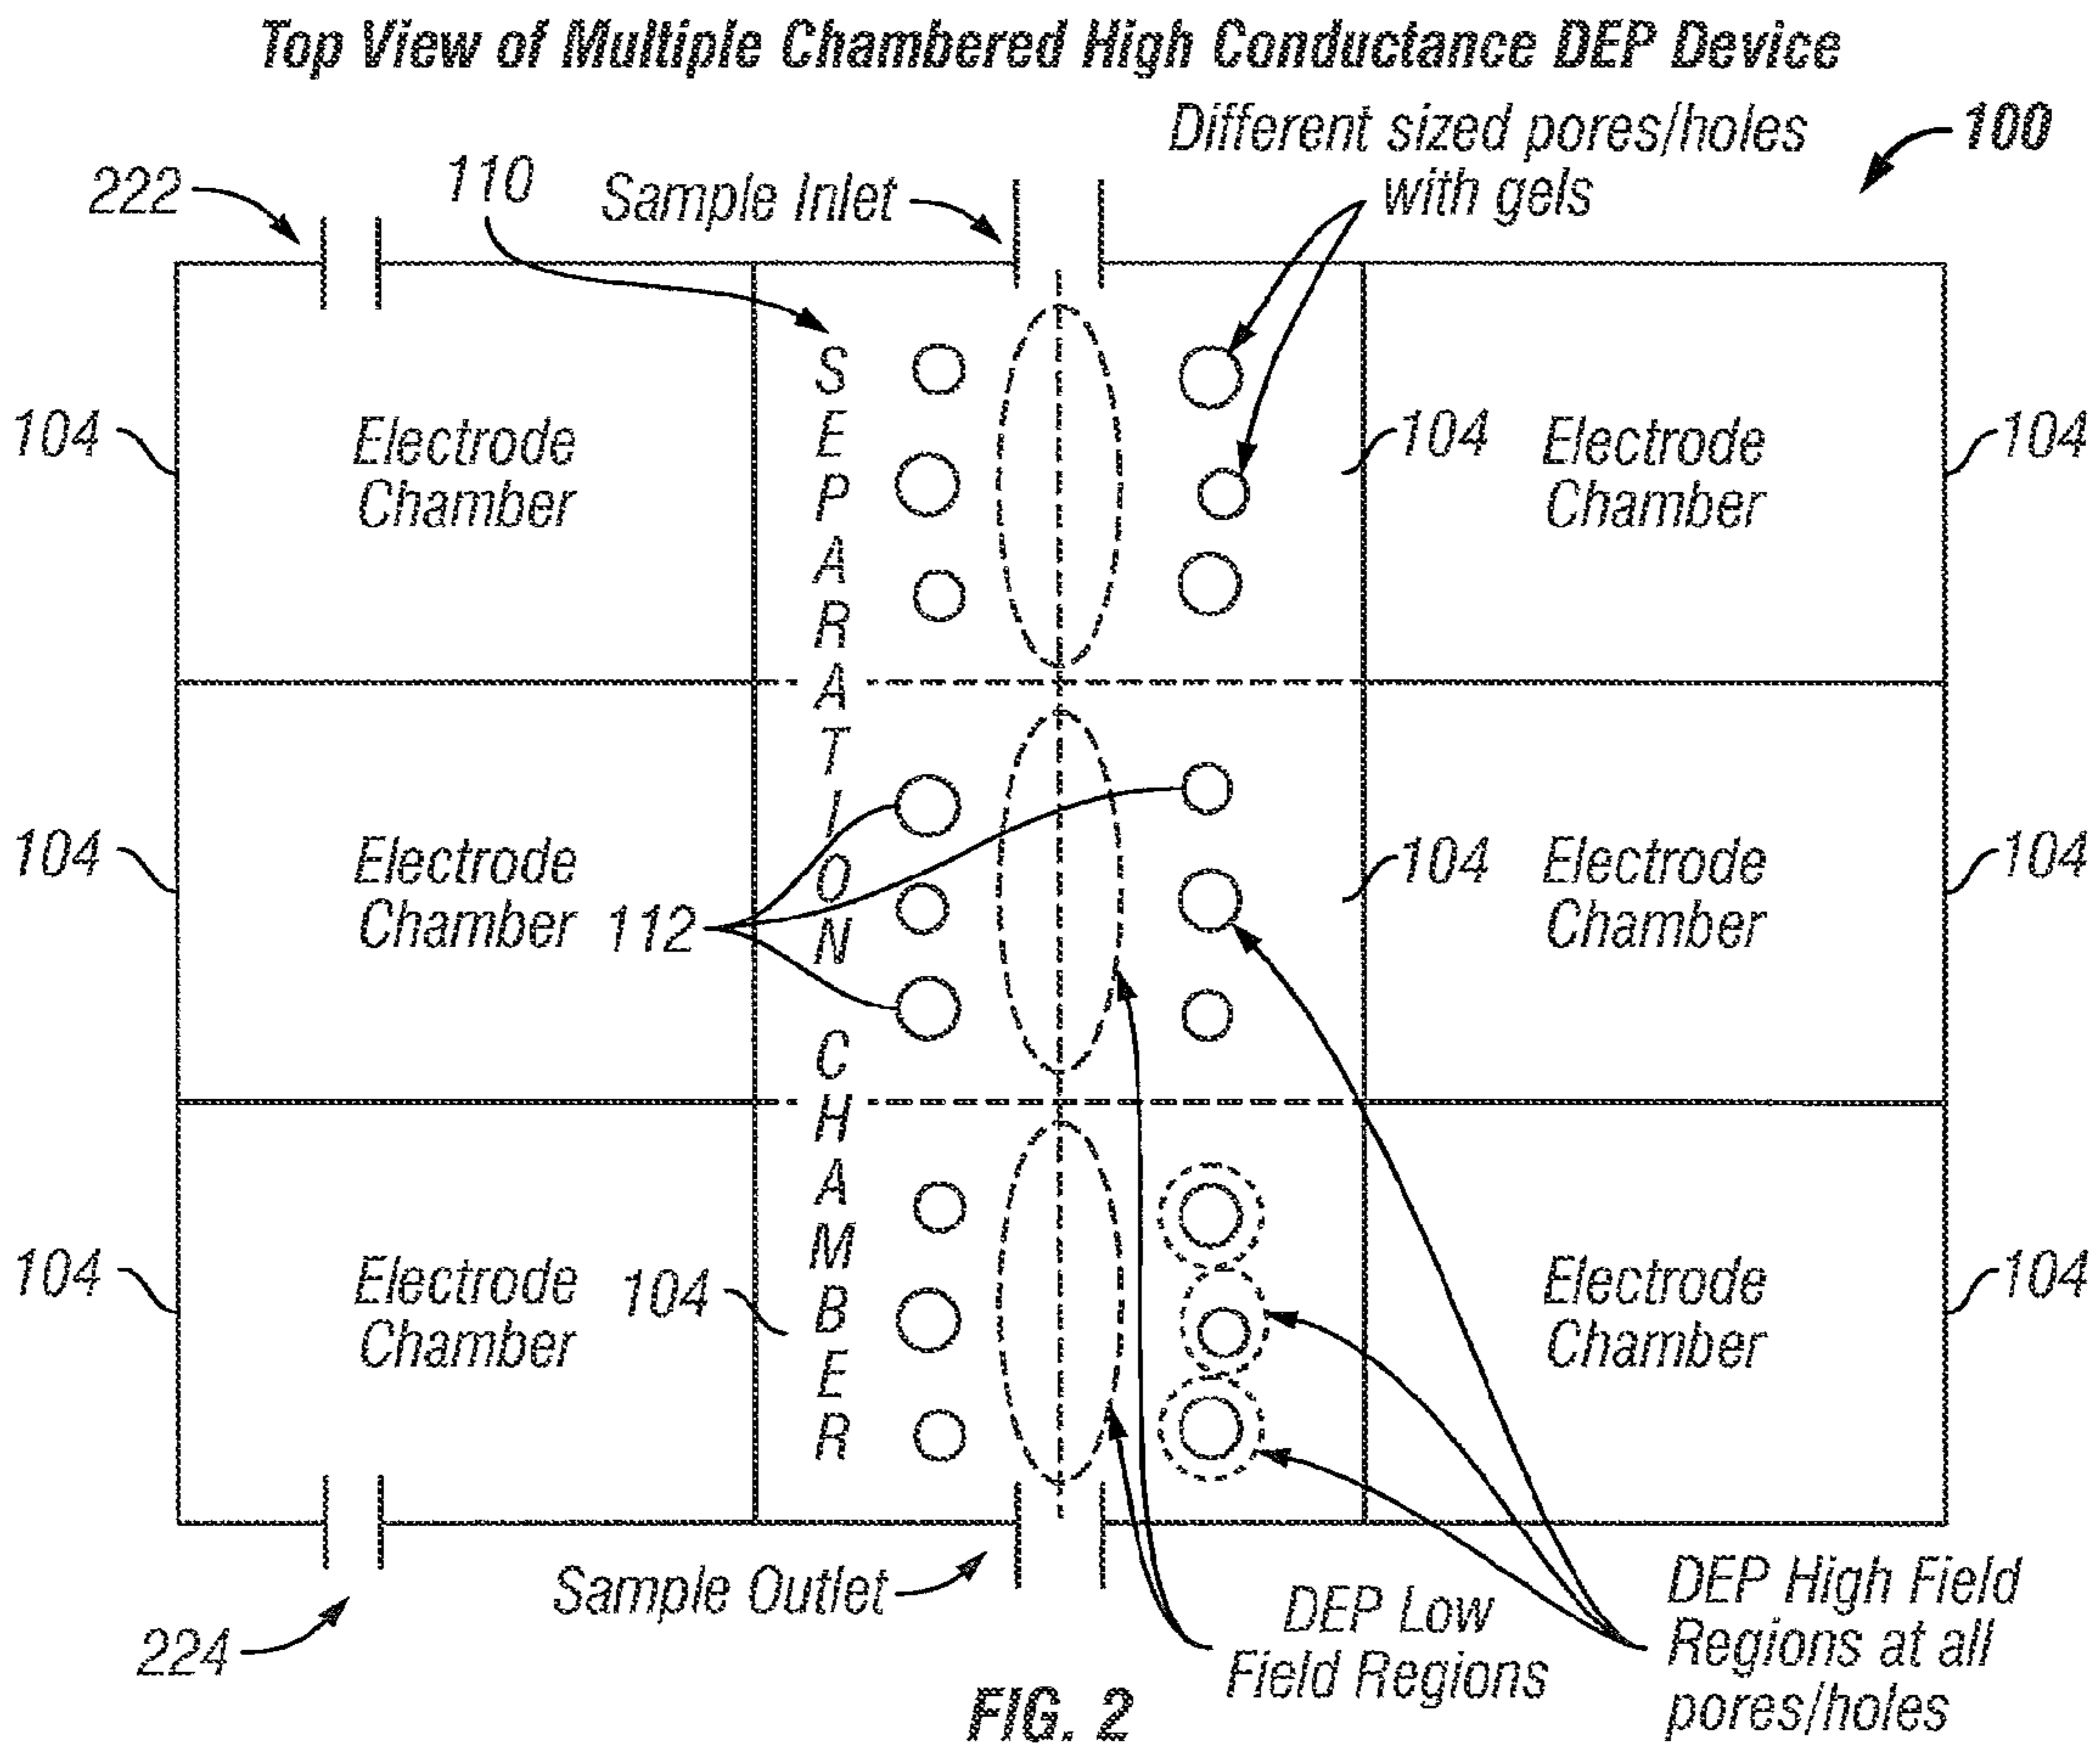 Top View of Multiple Chambered High Conductance DEP Device
Different sized pores/holes
with gels
100
222
110
Sample Inlet
SEPARATION CHAMBER
104
Electrode
Chamber
104
Electrode
Chamber
104
104
Electrode
Chamber
112
104
Electrode
Chamber
104
104
Electrode
Chamber
104
Electrode
Chamber
104
Sample Outlet
224
DEP Low
Field Regions
DEP High Field
Regions at all
pores/holes
FIG. 2